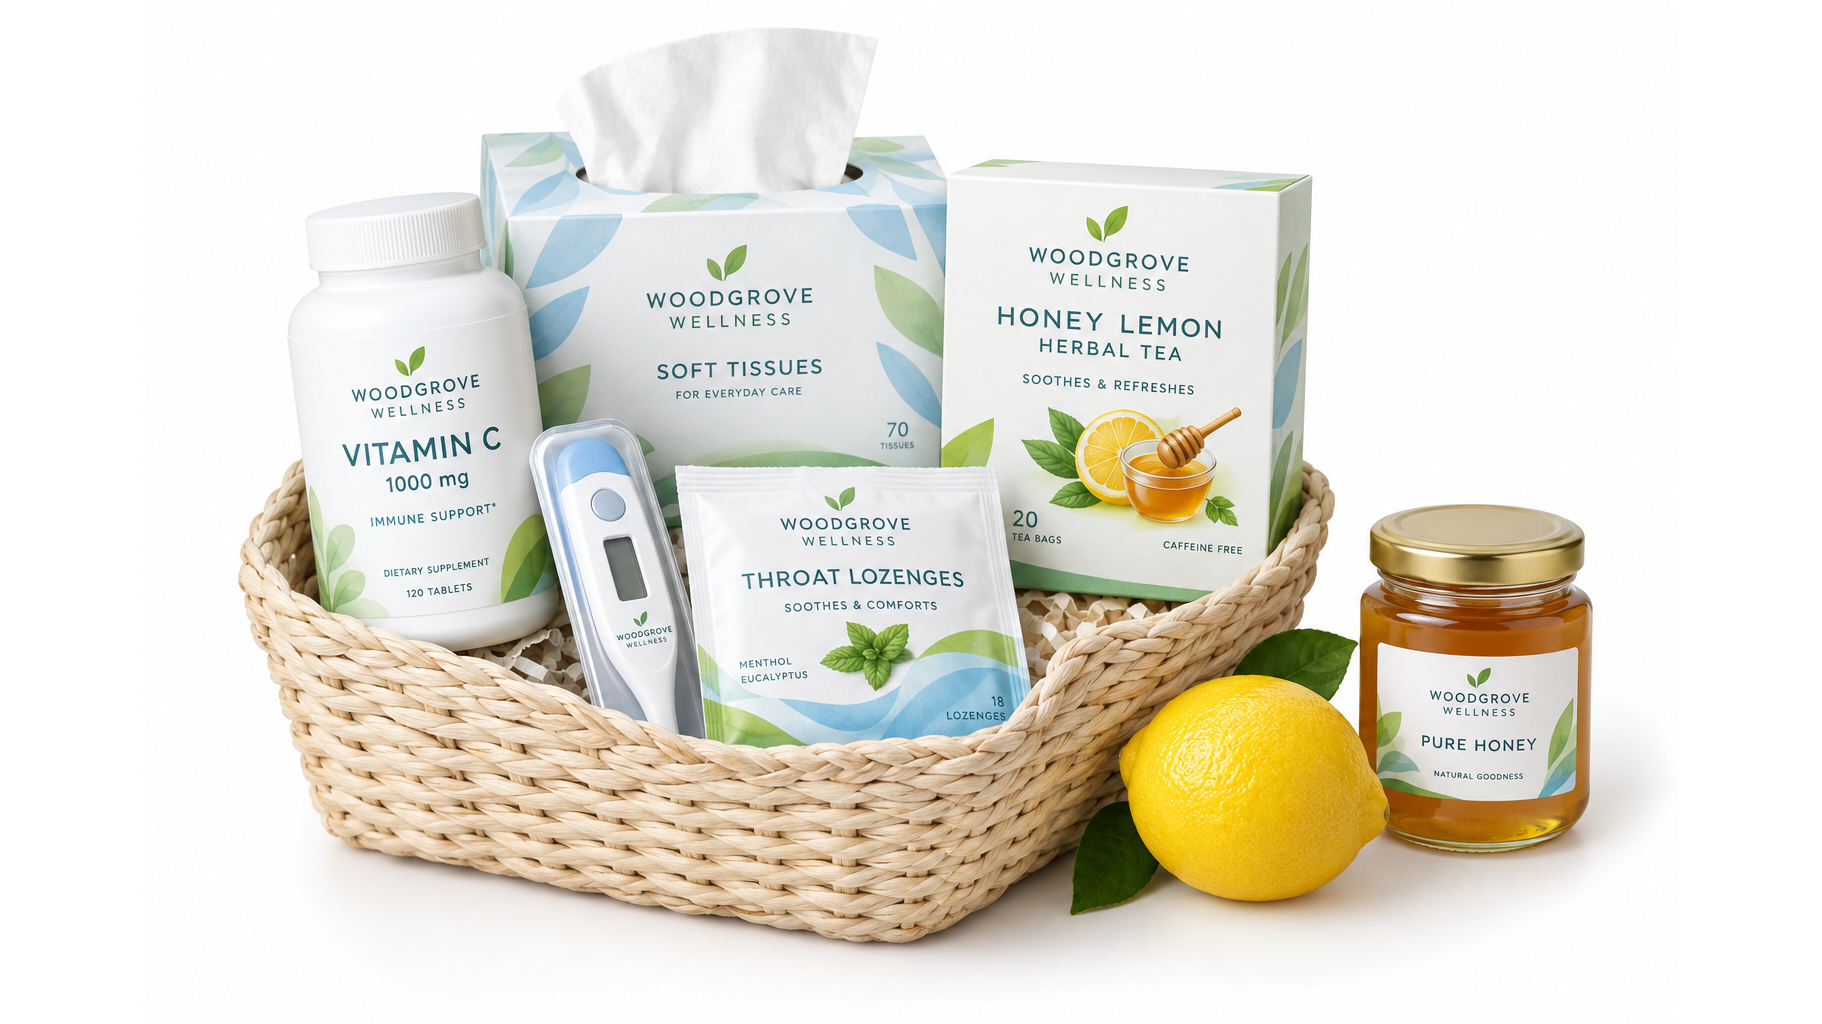 WOODGROVE
WELLNESS
VITAMIN C
1000 mg
IMMUNE SUPPORT*
DIETARY SUPPLEMENT
120 TABLETS
WOODGROVE
WELLNESS
SOFT TISSUES
FOR EVERYDAY CARE
70
TISSUES
WOODGROVE
WELLNESS
HONEY LEMON
HERBAL TEA
SOOTHES & REFRESHES
20
TEA BAGS
CAFFEINE FREE
WOODGROVE
WELLNESS
WOODGROVE
WELLNESS
THROAT LOZENGES
SOOTHES & COMFORTS
MENTHOL
EUCALYPTUS
18
LOZENGES
WOODGROVE
WELLNESS
PURE HONEY
NATURAL GOODNESS